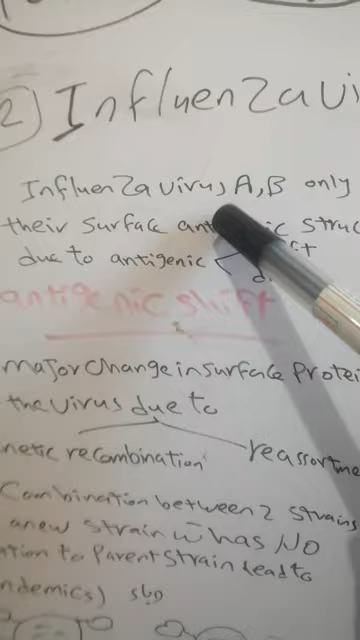 2) Influenza vi
Influenza virus A, B only
their surface struc
due to antigenic
antigenic shift
major change in surface Protei
the virus due to
netic recombination reassortme
Combination between 2 strains
a new strain w̄ has No
ation to Parent strain lead to
ndemics)